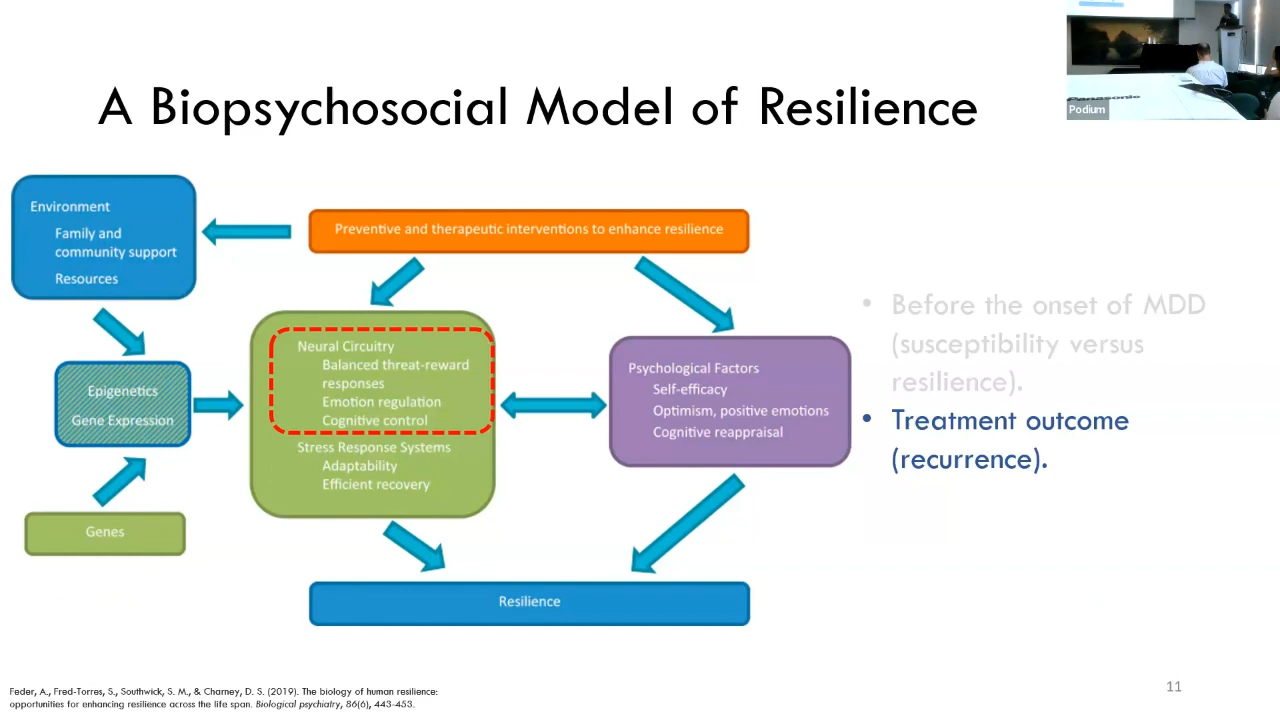 A Biopsychosocial Model of Resilience
Panasonic
Podium
Environment
Family and
community support
Resources
Preventive and therapeutic interventions to enhance resilience
Epigenetics
Gene Expression
Genes
Neural Circuitry
Balanced threat-reward
responses
Emotion regulation
Cognitive control
Stress Response Systems
Adaptability
Efficient recovery
Psychological Factors
Self-efficacy
Optimism, positive emotions
Cognitive reappraisal
Resilience
• Before the onset of MDD
(susceptibility versus
resilience).
• Treatment outcome
(recurrence).
Feder, A., Fred-Torres, S., Southwick, S. M., & Charney, D. S. (2019). The biology of human resilience:
opportunities for enhancing resilience across the life span. Biological psychiatry, 86(6), 443-453.
11